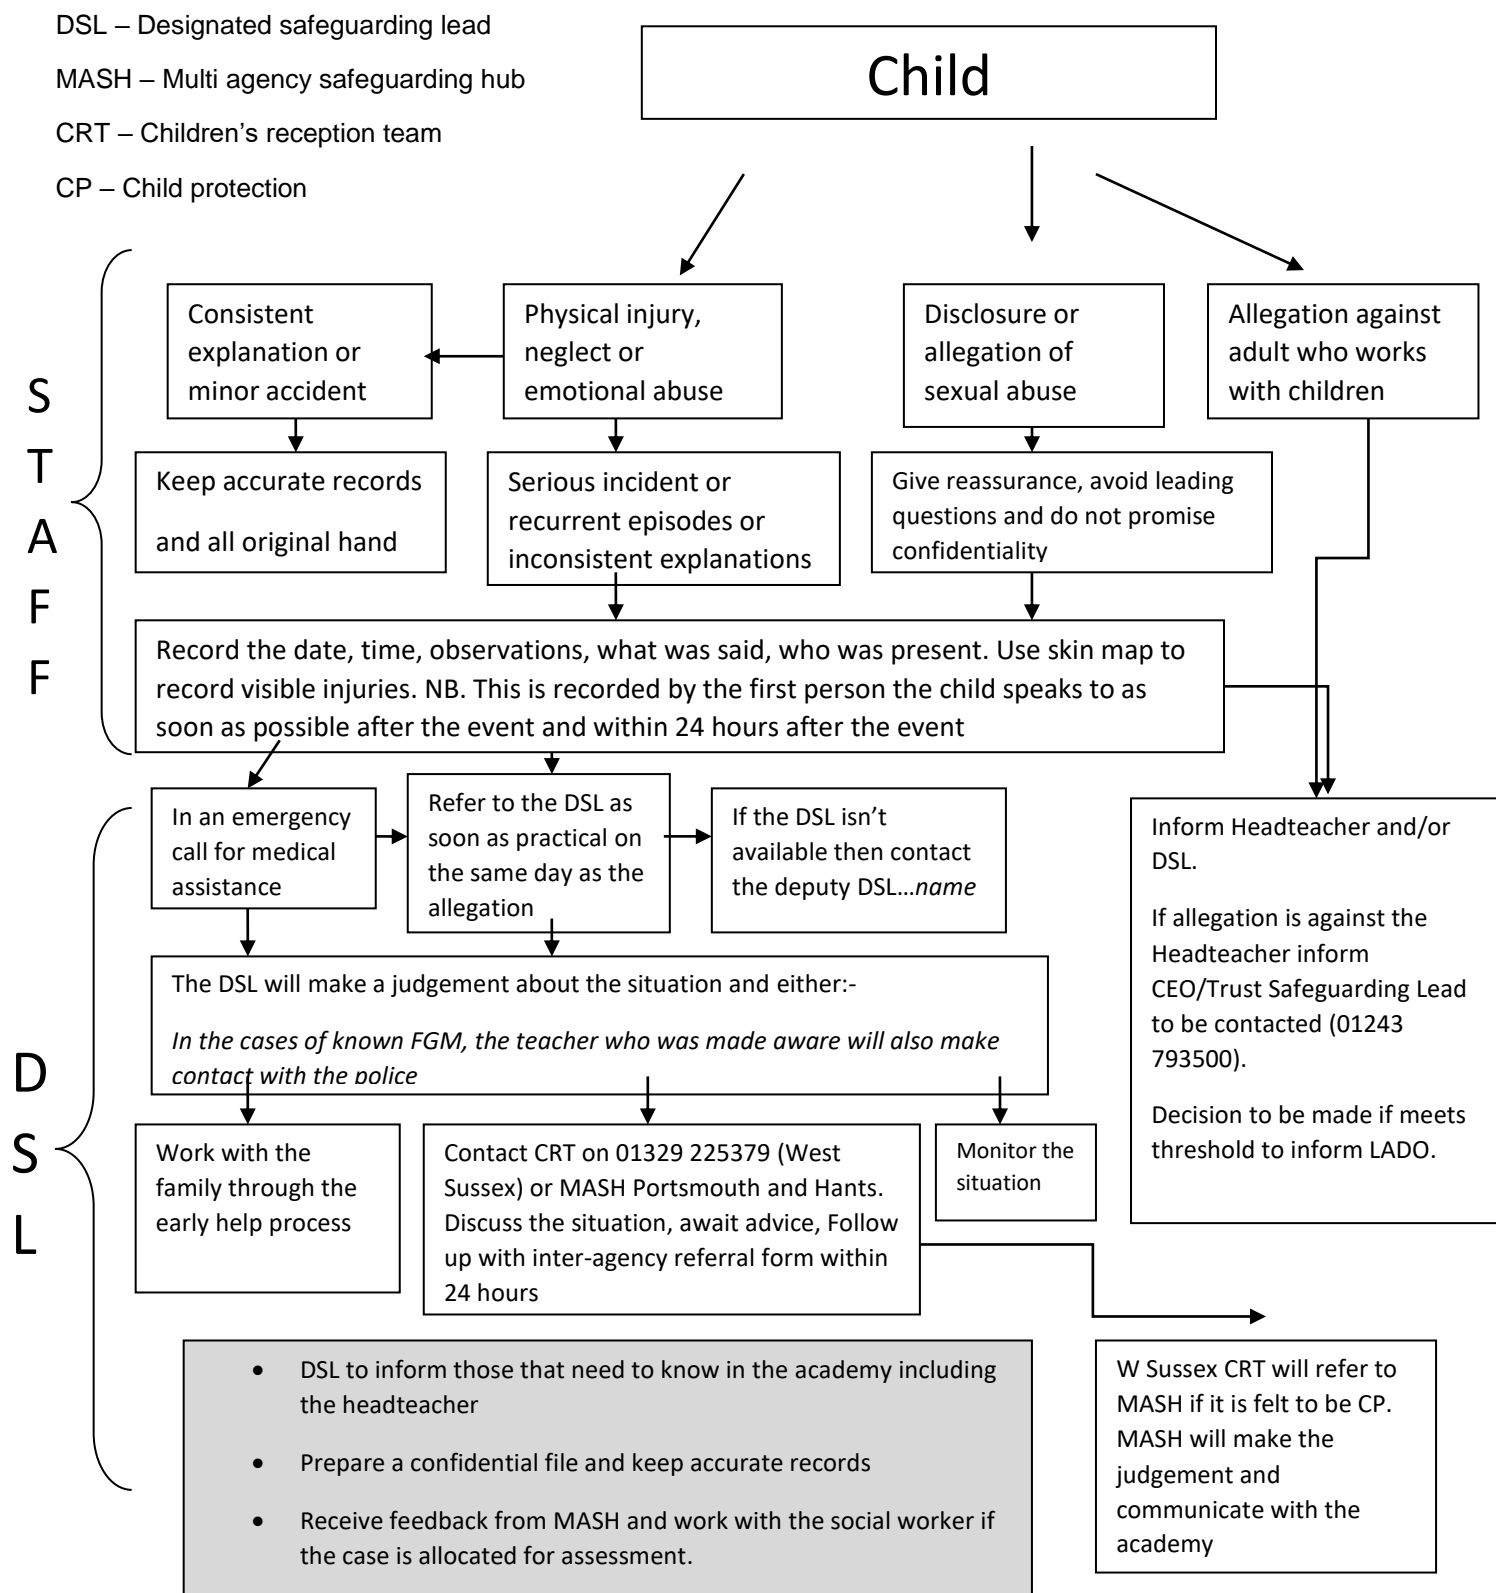 DSL – Designated safeguarding lead
MASH – Multi agency safeguarding hub
CRT – Children's reception team
CP – Child protection
Child
S
T
A
F
F
Consistent
explanation or
minor accident
Physical injury,
neglect or
emotional abuse
Disclosure or
allegation of
sexual abuse
Allegation against
adult who works
with children
Keep accurate records
and all original hand
Serious incident or
recurrent episodes or
inconsistent explanations
Give reassurance, avoid leading
questions and do not promise
confidentiality
Record the date, time, observations, what was said, who was present. Use skin map to
record visible injuries. NB. This is recorded by the first person the child speaks to as
soon as possible after the event and within 24 hours after the event
D
S
L
In an emergency
call for medical
assistance
Refer to the DSL as
soon as practical on
the same day as the
allegation
If the DSL isn't
available then contact
the deputy DSL...name
Inform Headteacher and/or
DSL.
If allegation is against the
Headteacher inform
CEO/Trust Safeguarding Lead
to be contacted (01243
793500).
Decision to be made if meets
threshold to inform LADO.
The DSL will make a judgement about the situation and either:-
In the cases of known FGM, the teacher who was made aware will also make
contact with the police
Work with the
family through the
early help process
Contact CRT on 01329 225379 (West
Sussex) or MASH Portsmouth and Hants.
Discuss the situation, await advice, Follow
up with inter-agency referral form within
24 hours
Monitor the
situation
• DSL to inform those that need to know in the academy including
the headteacher
• Prepare a confidential file and keep accurate records
• Receive feedback from MASH and work with the social worker if
the case is allocated for assessment.
W Sussex CRT will refer to
MASH if it is felt to be CP.
MASH will make the
judgement and
communicate with the
academy